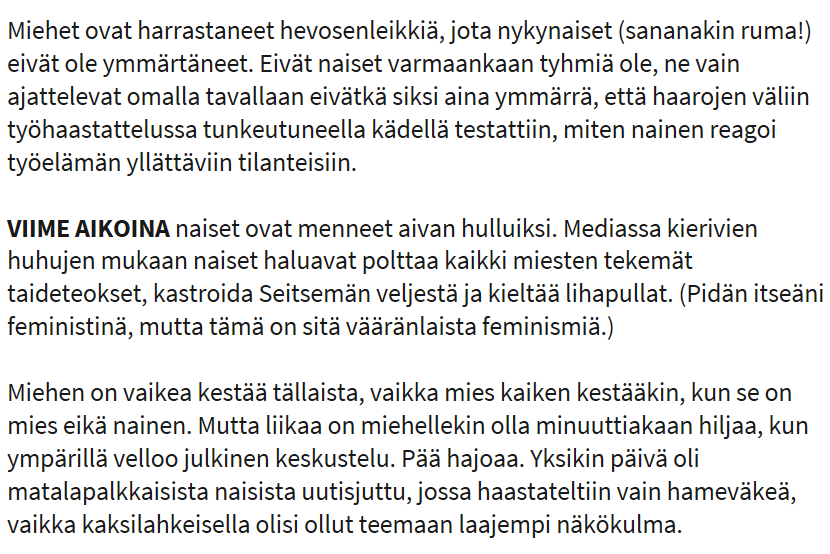 Miehet ovat harrastaneet hevosenleikkiä, jota nykynaiset (sananakin ruma!)
eivät ole ymmärtäneet. Eivät naiset varmaankaan tyhmiä ole, ne vain
ajattelevat omalla tavallaan eivätkä siksi aina ymmärrä, että haarojen väliin
työhaastattelussa tunkeutuneella kädellä testattiin, miten nainen reagoi
työelämän yllättäviin tilanteisiin.
VIIME AIKOINA naiset ovat menneet aivan hulluiksi. Mediassa kierivien
huhujen mukaan naiset haluavat polttaa kaikki miesten tekemät
taideteokset, kastroida Seitsemän veljestä ja kieltää lihapullat. (Pidän itseäni
feministinä, mutta tämä on sitä vääränlaista feminismiä.)
Miehen on vaikea kestää tällaista, vaikka mies kaiken kestääkin, kun se on
mies eikä nainen. Mutta liikaa on miehellekin olla minuuttiakaan hiljaa, kun
ympärillä velloo julkinen keskustelu. Pää hajoaa. Yksikin päivä oli
matalapalkkaisista naisista uutisjuttu, jossa haastateltiin vain hameväkeä,
vaikka kaksilahkeisella olisi ollut teemaan laajempi näkökulma.